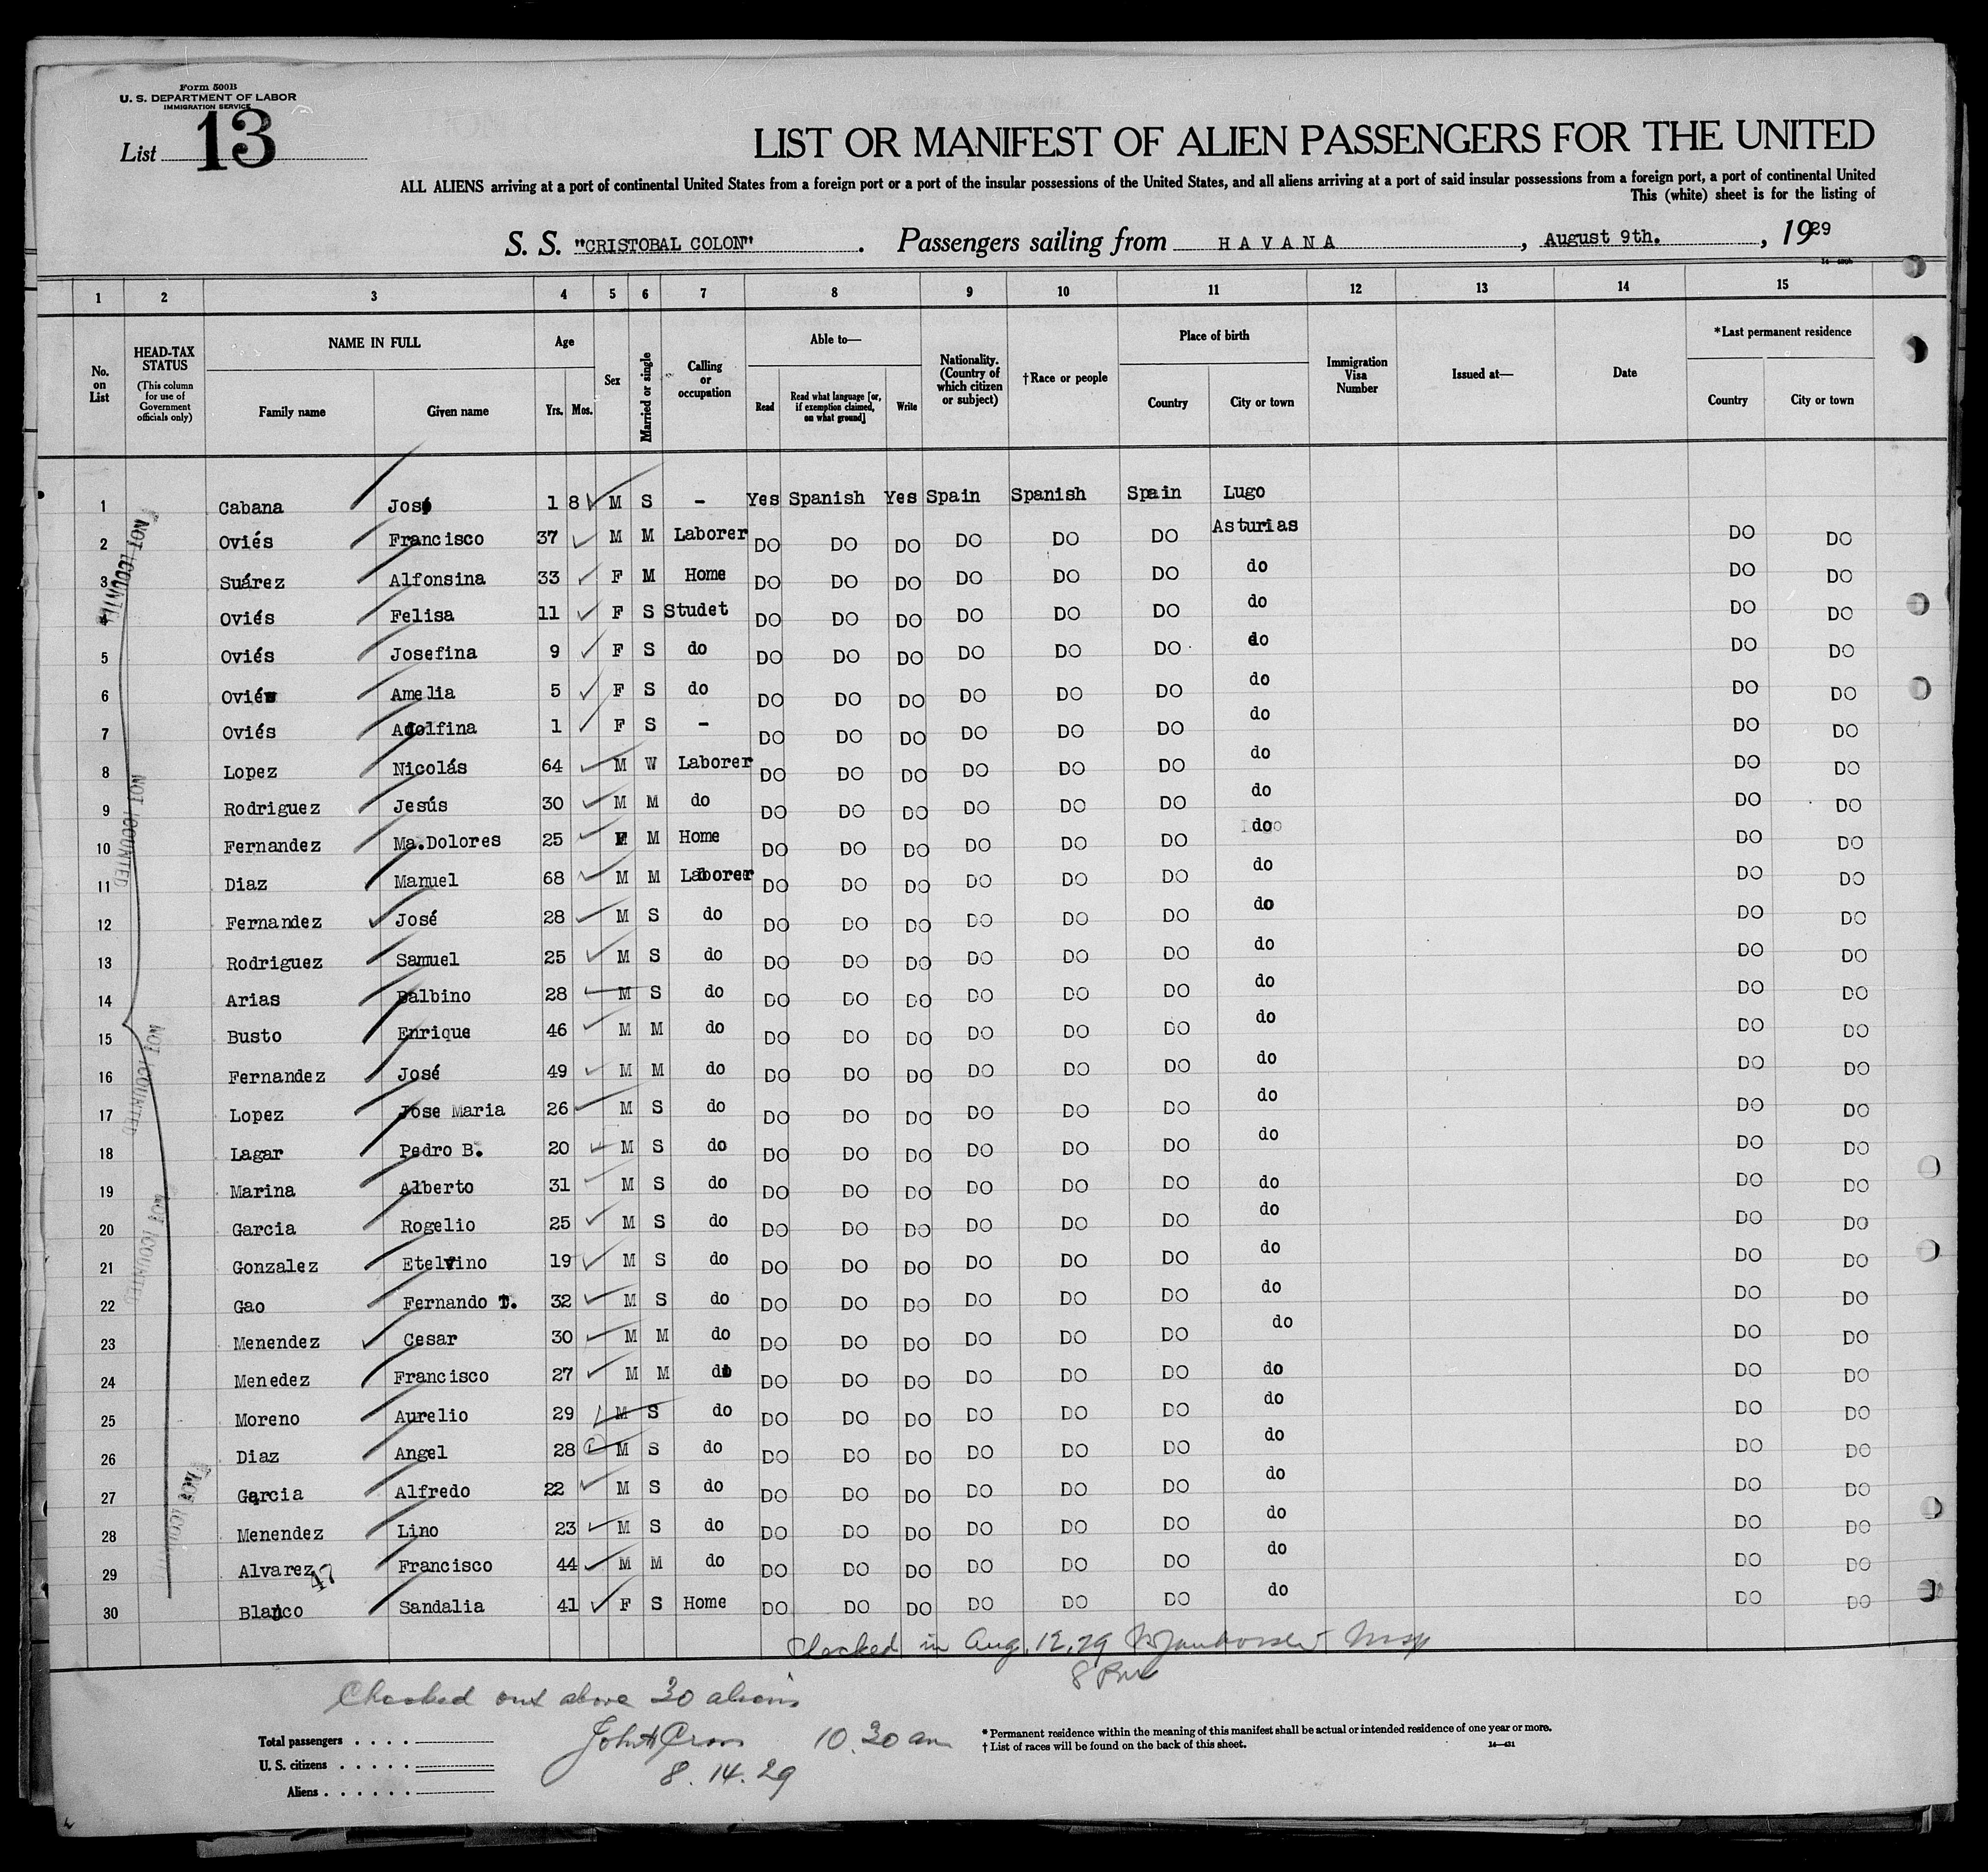 Form 500B
U. S. DEPARTMENT OF LABOR
IMMIGRATION SERVICE
List 13
LIST OR MANIFEST OF ALIEN PASSENGERS FOR THE UNITED
ALL ALIENS arriving at a port of continental United States from a foreign port or a port of the insular possessions of the United States, and all aliens arriving at a port of said insular possessions from a foreign port, a port of continental United
This (white) sheet is for the listing of
S. S. "CRISTOBAL COLON". Passengers sailing from HAVANA, August 9th., 1929
1 2 3 4 5 6 7 8 9 10 11 12 13 14 15
No. on List HEAD-TAX STATUS (This column for use of Government officials only) NAME IN FULL Family name Given name Age Yrs. Mos. Sex Married or single Calling or occupation Able to— Read Read what language [or, if exemption claimed, on what ground] Write Nationality. (Country of which citizen or subject) †Race or people Place of birth Country City or town Immigration Visa Number Issued at— Date *Last permanent residence Country City or town
1 Cabana José 18 M S - Yes Spanish Yes Spain Spanish Spain Lugo
2 Oviés Francisco 37 M M Laborer DO DO DO DO DO DO Asturias DO DO
3 Suárez Alfonsina 33 F M Home DO DO DO DO DO DO do DO DO
4 Oviés Felisa 11 F S Studet DO DO DO DO DO DO do DO DO
5 Oviés Josefina 9 F S do DO DO DO DO DO DO do DO DO
6 Oviés Amelia 5 F S do DO DO DO DO DO DO do DO DO
7 Oviés Adolfina 1 F S - DO DO DO DO DO DO do DO DO
8 Lopez Nicolás 64 M W Laborer DO DO DO DO DO DO do DO DO
9 Rodriguez Jesús 30 M M do DO DO DO DO DO DO do DO DO
10 Fernandez Ma.Dolores 25 F M Home DO DO DO DO DO DO do DO DO
11 Diaz Manuel 68 M M Laborer DO DO DO DO DO DO do DO DO
12 Fernandez José 28 M S do DO DO DO DO DO DO do DO DO
13 Rodriguez Samuel 25 M S do DO DO DO DO DO DO do DO DO
14 Arias Balbino 28 M S do DO DO DO DO DO DO do DO DO
15 Busto Enrique 46 M M do DO DO DO DO DO DO do DO DO
16 Fernandez José 49 M M do DO DO DO DO DO DO do DO DO
17 Lopez Jose Maria 26 M S do DO DO DO DO DO DO do DO DO
18 Lagar Pedro B. 20 M S do DO DO DO DO DO DO do DO DO
19 Marina Alberto 31 M S do DO DO DO DO DO DO do DO DO
20 Garcia Rogelio 25 M S do DO DO DO DO DO DO do DO DO
21 Gonzalez Etelvino 19 M S do DO DO DO DO DO DO do DO DO
22 Gao Fernando T. 32 M S do DO DO DO DO DO DO do DO DO
23 Menendez Cesar 30 M M do DO DO DO DO DO DO do DO DO
24 Menedez Francisco 27 M M do DO DO DO DO DO DO do DO DO
25 Moreno Aurelio 29 M S do DO DO DO DO DO DO do DO DO
26 Diaz Angel 28 M S do DO DO DO DO DO DO do DO DO
27 Garcia Alfredo 22 M S do DO DO DO DO DO DO do DO DO
28 Menendez Lino 23 M S do DO DO DO DO DO DO do DO DO
29 Alvarez 47 Francisco 44 M M do DO DO DO DO DO DO do DO DO
30 Blanco Sandalia 41 F S Home DO DO DO DO DO DO do DO DO
NOT COUNTED
NOT COUNTED
NOT COUNTED
NOT COUNTED
Checked in Aug. 12, 29
8 PM
Checked out above 30 aliens
John H Cross 10.30 am
8. 14. 29
Total passengers
U. S. citizens
Aliens
* Permanent residence within the meaning of this manifest shall be actual or intended residence of one year or more.
† List of races will be found on the back of this sheet.
14—431